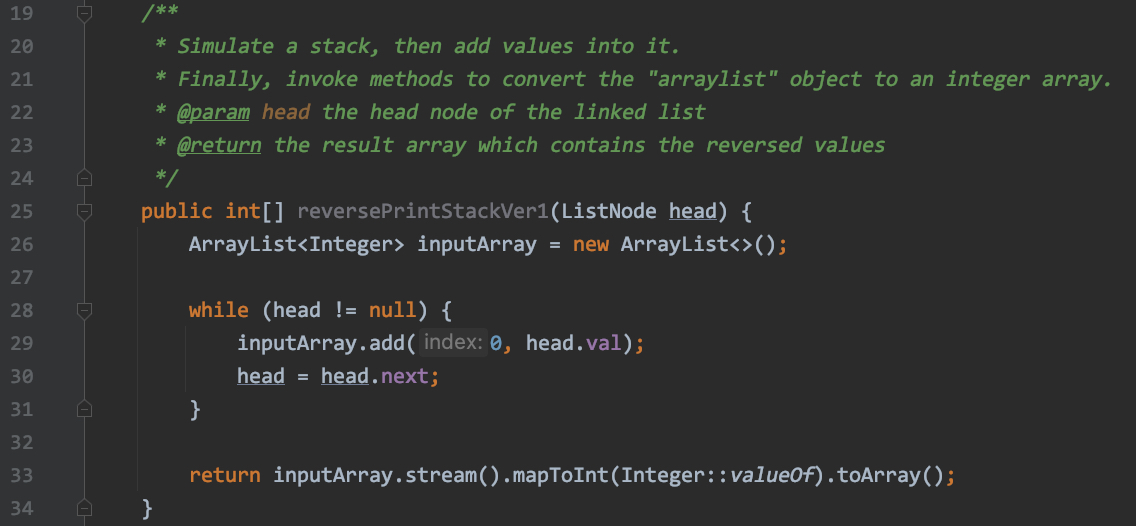 19 /**
20 * Simulate a stack, then add values into it.
21 * Finally, invoke methods to convert the "arraylist" object to an integer array.
22 * @param head the head node of the linked list
23 * @return the result array which contains the reversed values
24 */
25 public int[] reversePrintStackVer1(ListNode head) {
26 ArrayList<Integer> inputArray = new ArrayList<>();
27
28 while (head != null) {
29 inputArray.add( index: 0, head.val);
30 head = head.next;
31 }
32
33 return inputArray.stream().mapToInt(Integer::valueOf).toArray();
34 }